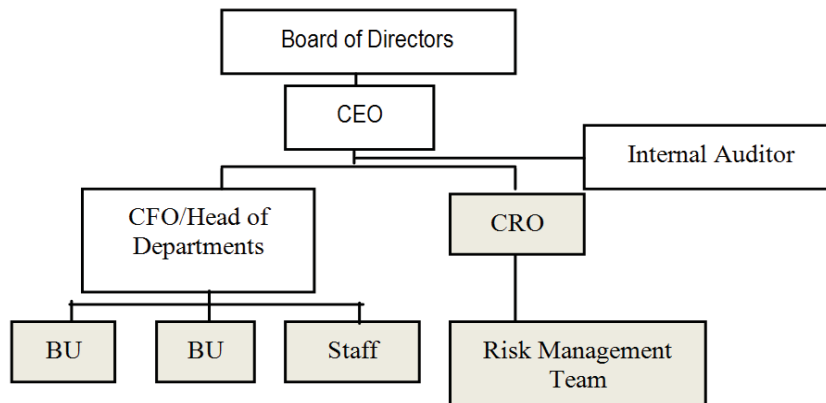 Board of Directors
CEO
Internal Auditor
CFO/Head of
Departments
CRO
BU
BU
Staff
Risk Management
Team